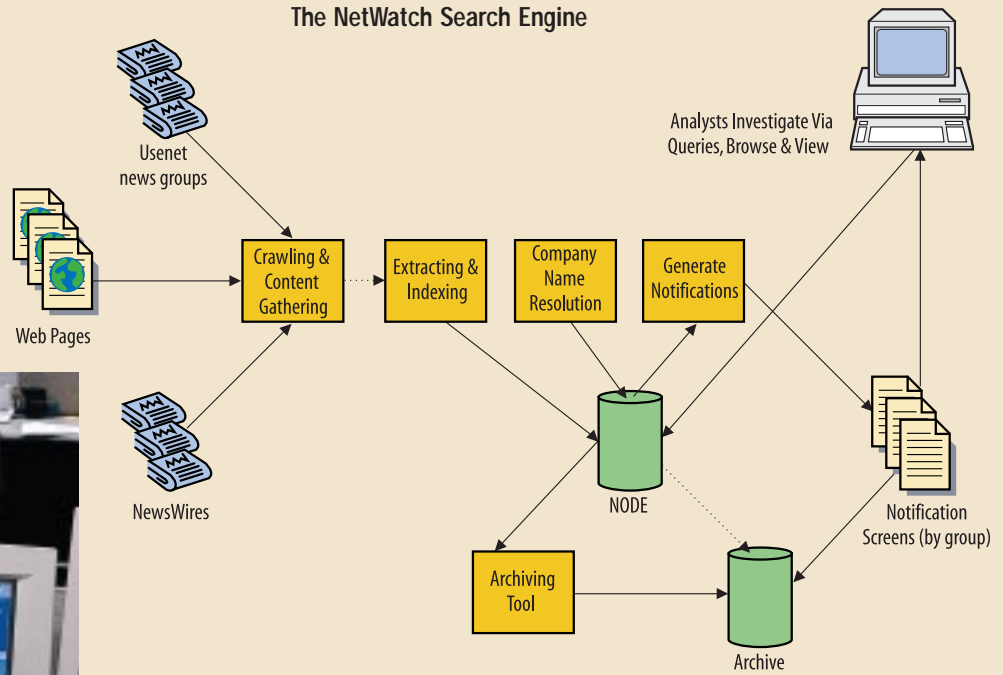 The NetWatch Search Engine
Usenet
news groups
Analysts Investigate Via
Queries, Browse & View
Web Pages
Crawling &
Content
Gathering
Extracting &
Indexing
Company
Name
Resolution
Generate
Notifications
NewsWires
NODE
Notification
Screens (by group)
Archiving
Tool
Archive